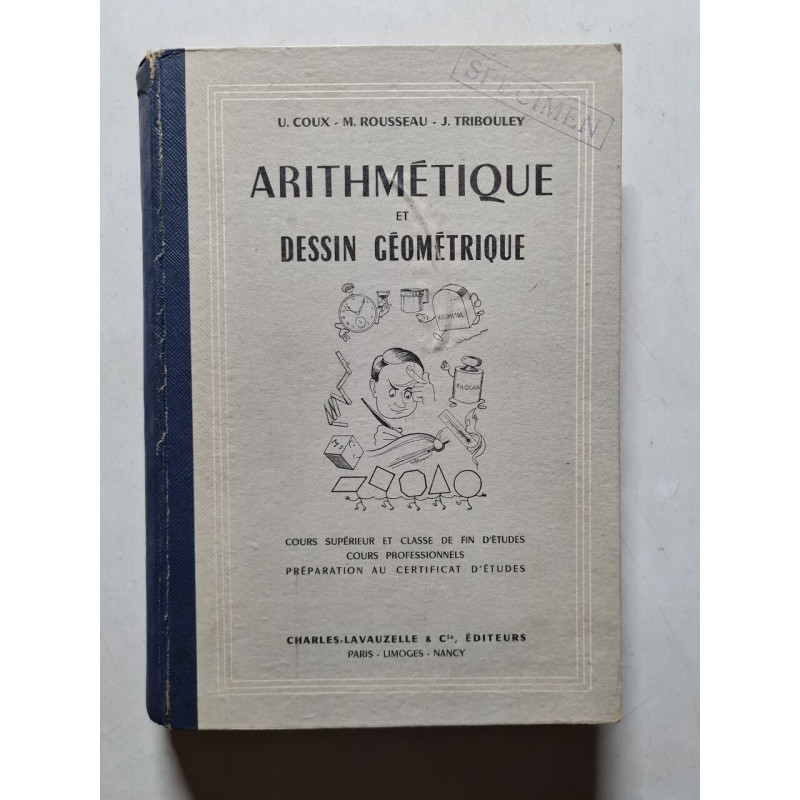 SPECIMEN
U. COUX - M. ROUSSEAU - J. TRIBOULEY
ARITHMÉTIQUE
ET
DESSIN GÉOMÉTRIQUE
KILOMETRE
KILOGR
COURS SUPÉRIEUR ET CLASSE DE FIN D'ÉTUDES
COURS PROFESSIONNELS
PRÉPARATION AU CERTIFICAT D'ÉTUDES
CHARLES-LAVAUZELLE & Cie, ÉDITEURS
PARIS - LIMOGES - NANCY